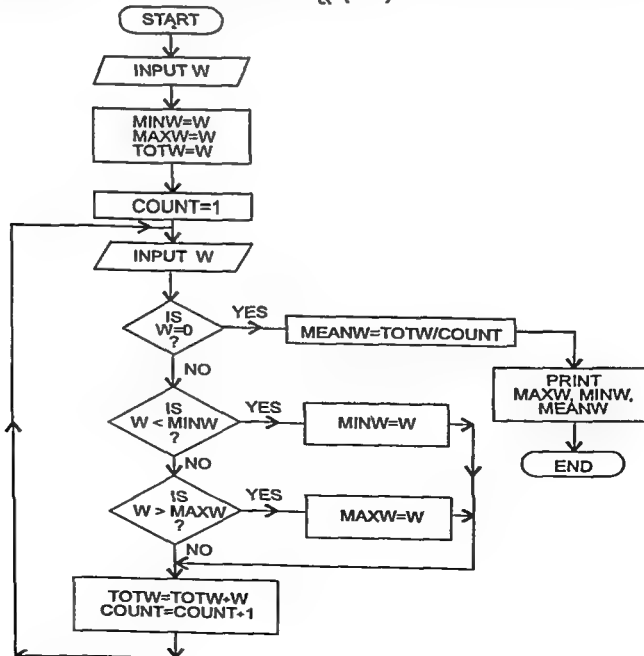 START
INPUT W
MINW=W
MAXW=W
TOTW=W
COUNT=1
INPUT W
IS
W=0
?
YES
MEANW=TOTW/COUNT
NO
PRINT
MAXW, MINW,
MEANW
END
IS
W < MINW
?
YES
MINW=W
NO
IS
W > MAXW
?
YES
MAXW=W
NO
TOTW=TOTW+W
COUNT=COUNT+1